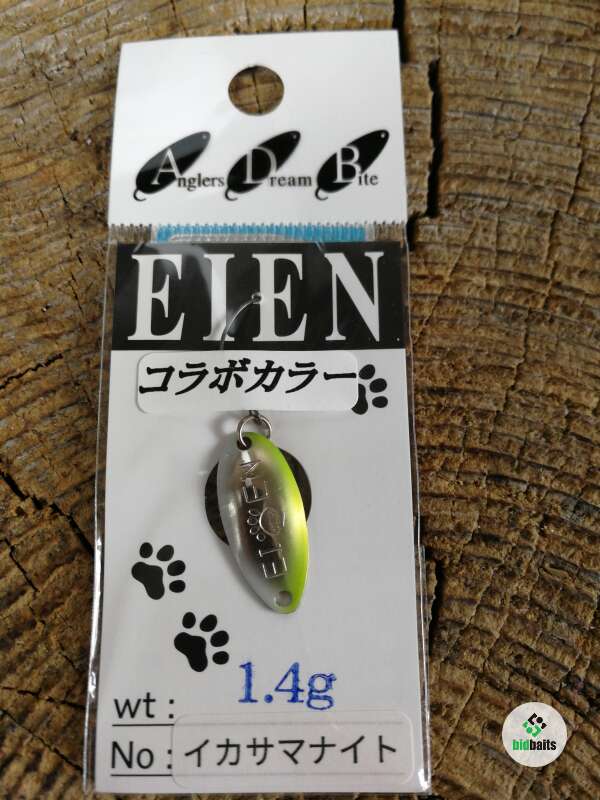 Anglers Dream Bite
EIEN
コラボカラー
EIEN
wt : 1.4g
No : イカサマナイト
bidbaits